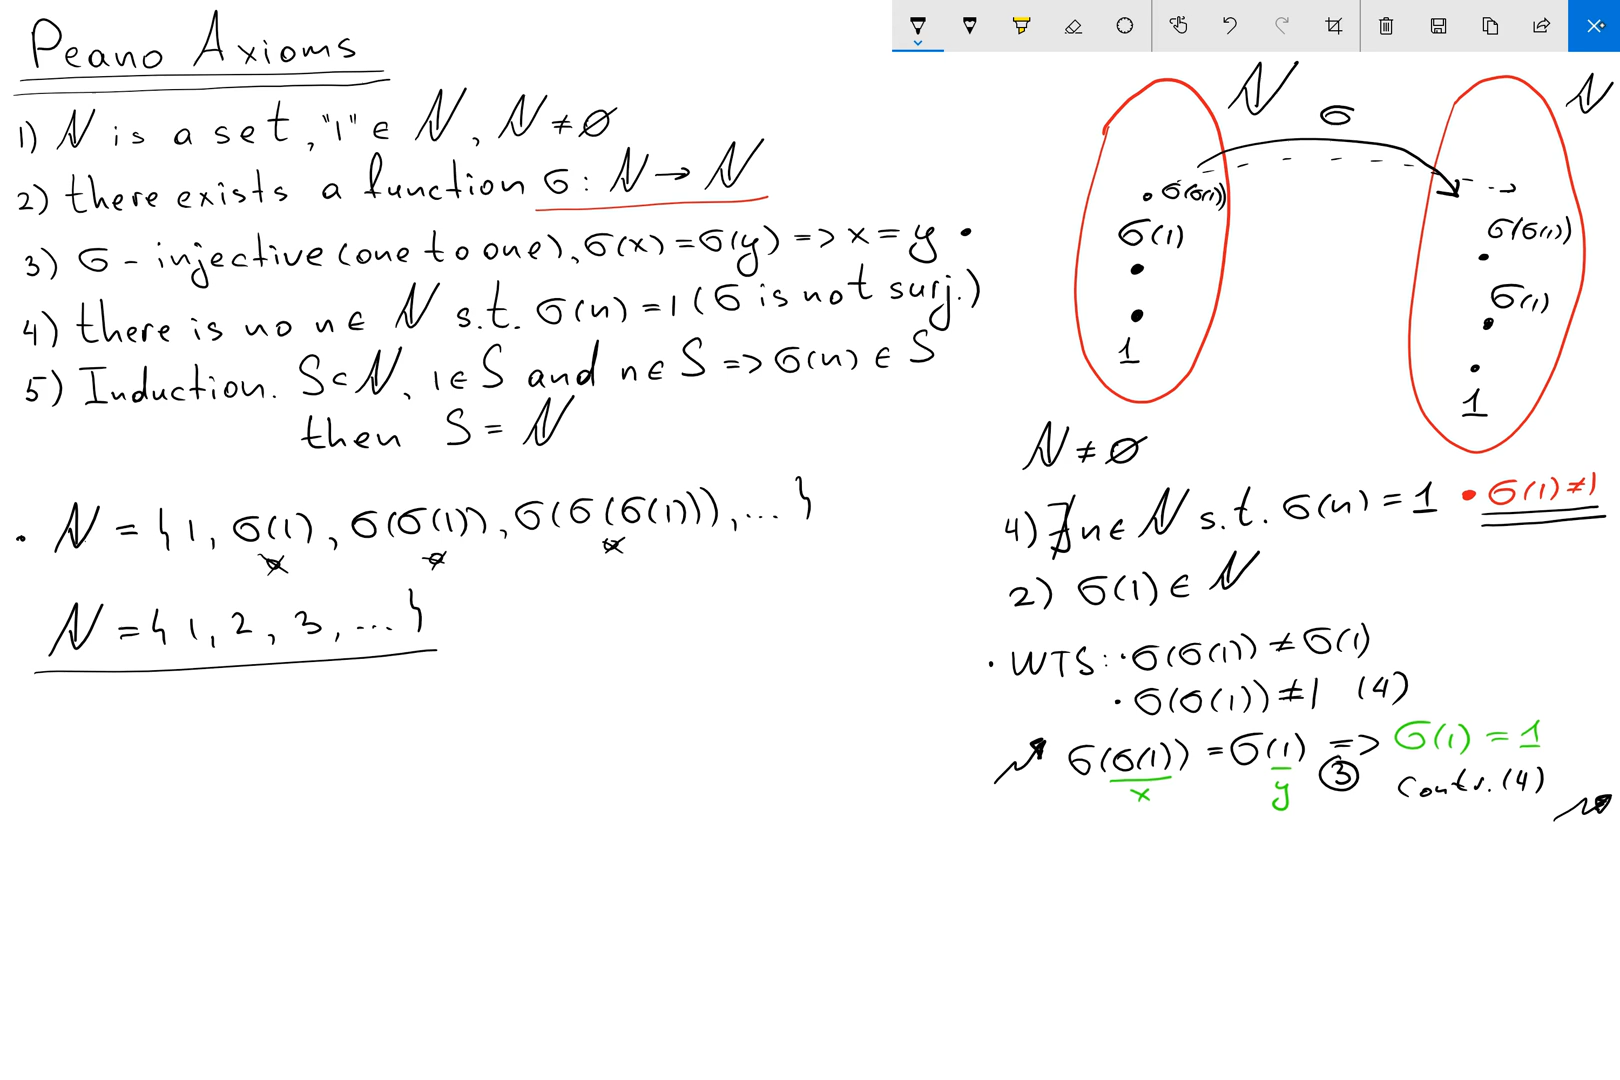 Peano Axioms
1) N is a set, "1" ∈ N, N ≠ ∅
2) there exists a function σ: N → N
3) σ - injective (one to one), σ(x) = σ(y) => x = y •
4) there is no n ∈ N s.t. σ(n) = 1 (σ is not surj.)
5) Induction. S ⊂ N, 1 ∈ S and n ∈ S => σ(n) ∈ S
then S = N
• N = { 1, σ(1), σ(σ(1)), σ(σ(σ(1))), ... }
N = { 1, 2, 3, ... }
N
σ
N
σ(σ(1))
σ(1)
1
σ(σ(1))
σ(1)
1
N ≠ ∅
4) ∄ n ∈ N s.t. σ(n) = 1 • σ(1) ≠ 1
2) σ(1) ∈ N
• WTS: • σ(σ(1)) ≠ σ(1)
• σ(σ(1)) ≠ 1 (4)
σ(σ(1)) = σ(1) => σ(1) = 1
x y 3 Contr. (4)